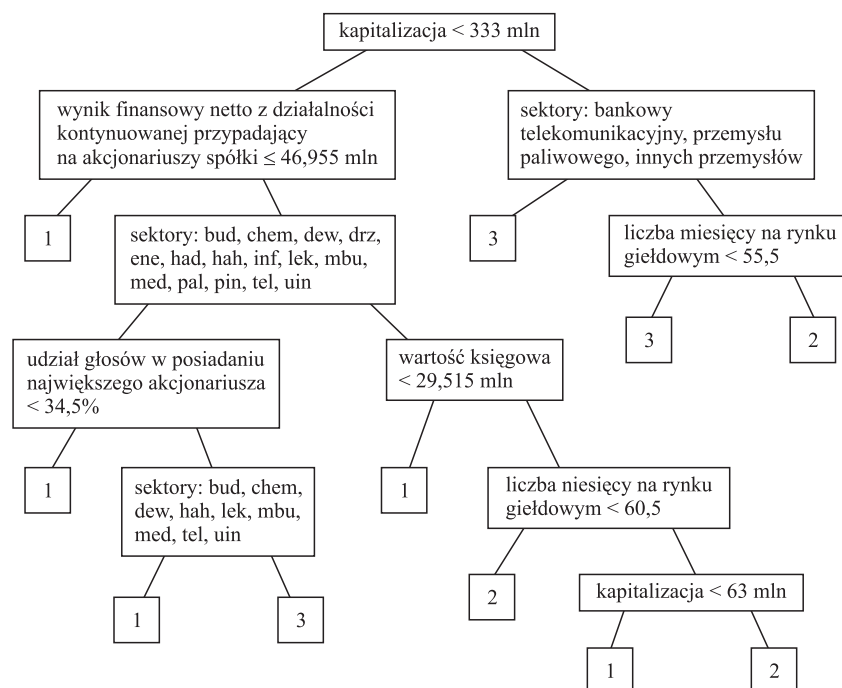 kapitalizacja < 333 mln
wynik finansowy netto z działalności
kontynuowanej przypadający
na akcjonariuszy spółki ≤ 46,955 mln
sektory: bankowy
telekomunikacyjny, przemysłu
paliwowego, innych przemysłów
1
sektory: bud, chem, dew, drz,
ene, had, hah, inf, lek, mbu,
med, pal, pin, tel, uin
3
liczba miesięcy na rynku
giełdowym < 55,5
3
2
udział głosów w posiadaniu
największego akcjonariusza
< 34,5%
wartość księgowa
< 29,515 mln
1
sektory: bud, chem,
dew, hah, lek, mbu,
med, tel, uin
1
liczba niesięcy na rynku
giełdowym < 60,5
1
3
2
kapitalizacja < 63 mln
1
2